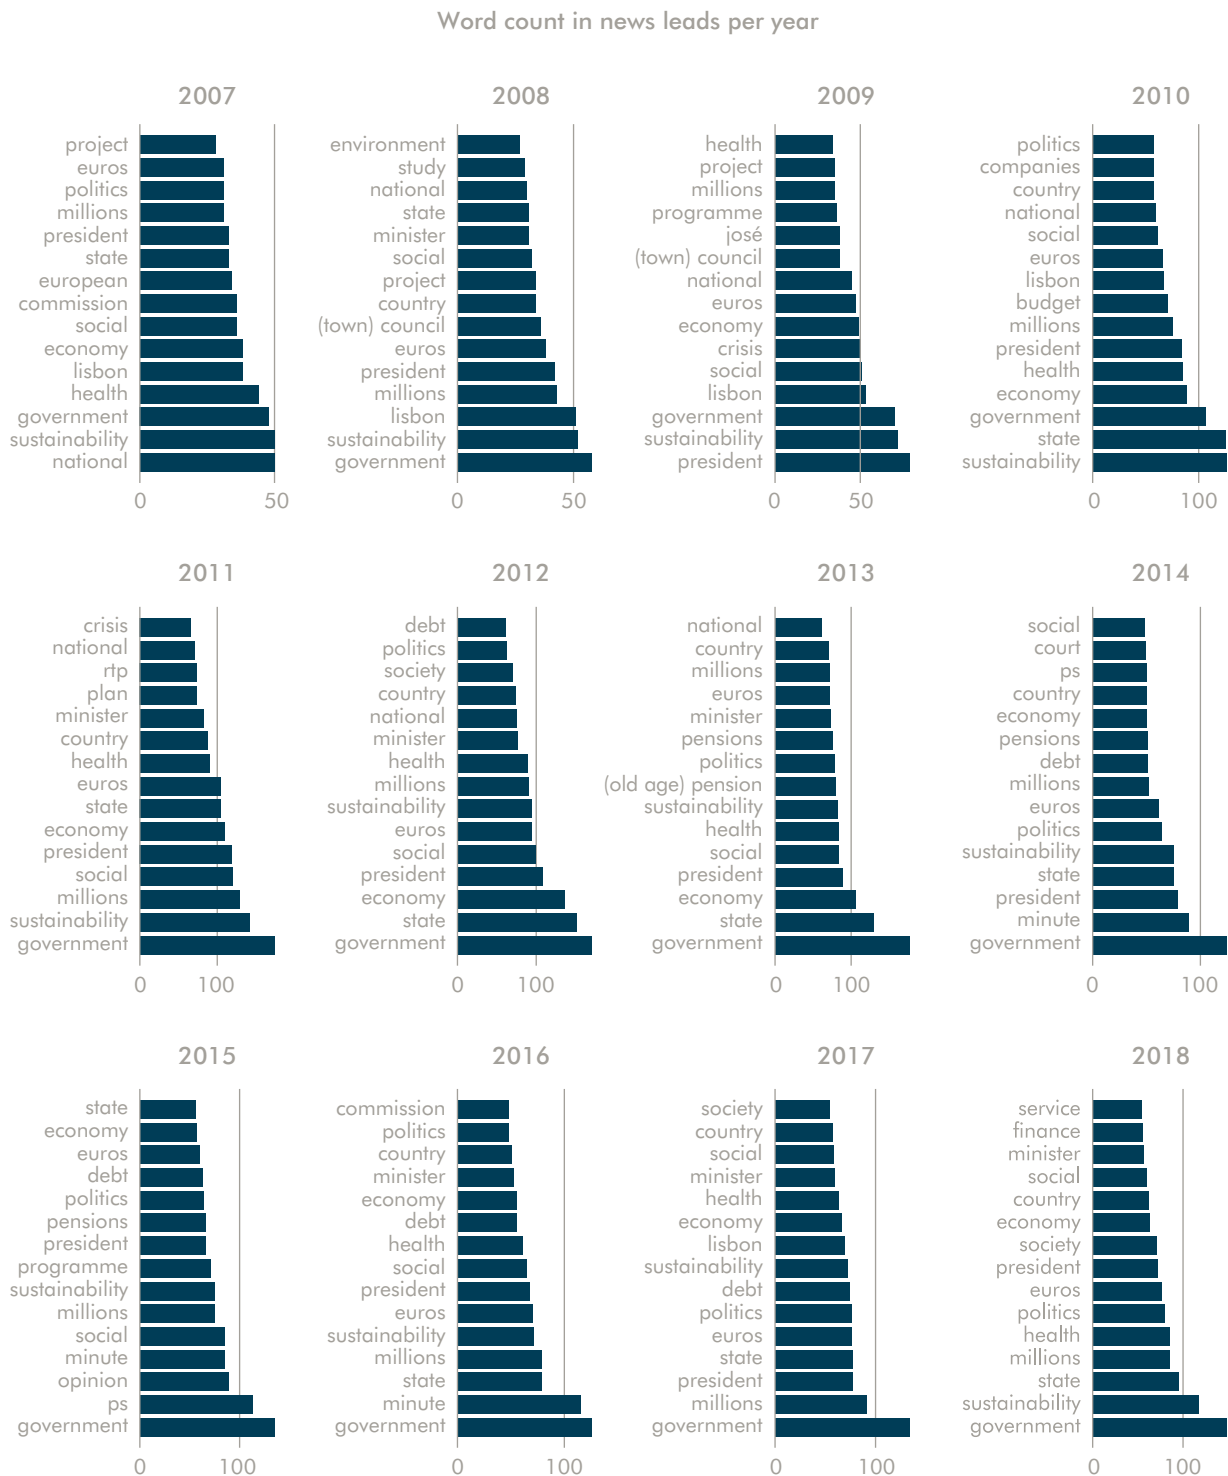 Word count in news leads per year
2007
project
euros
politics
millions
president
state
european
commission
social
economy
lisbon
health
government
sustainability
national
0 50
2008
environment
study
national
state
minister
social
project
country
(town) council
euros
president
millions
lisbon
sustainability
government
0 50
2009
health
project
millions
programme
josé
(town) council
national
euros
economy
crisis
social
lisbon
government
sustainability
president
0 50
2010
politics
companies
country
national
social
euros
lisbon
budget
millions
president
health
economy
government
state
sustainability
0 100
2011
crisis
national
rtp
plan
minister
country
health
euros
state
economy
president
social
millions
sustainability
government
0 100
2012
debt
politics
society
country
national
minister
health
millions
sustainability
euros
social
president
economy
state
government
0 100
2013
national
country
millions
euros
minister
pensions
politics
(old age) pension
sustainability
health
social
president
economy
state
government
0 100
2014
social
court
ps
country
economy
pensions
debt
millions
euros
politics
sustainability
state
president
minute
government
0 100
2015
state
economy
euros
debt
politics
pensions
president
programme
sustainability
millions
social
minute
opinion
ps
government
0 100
2016
commission
politics
country
minister
economy
debt
health
social
president
euros
sustainability
millions
state
minute
government
0 100
2017
society
country
social
minister
health
economy
lisbon
sustainability
debt
politics
euros
state
president
millions
government
0 100
2018
service
finance
minister
social
country
economy
society
president
euros
politics
health
millions
state
sustainability
government
0 100